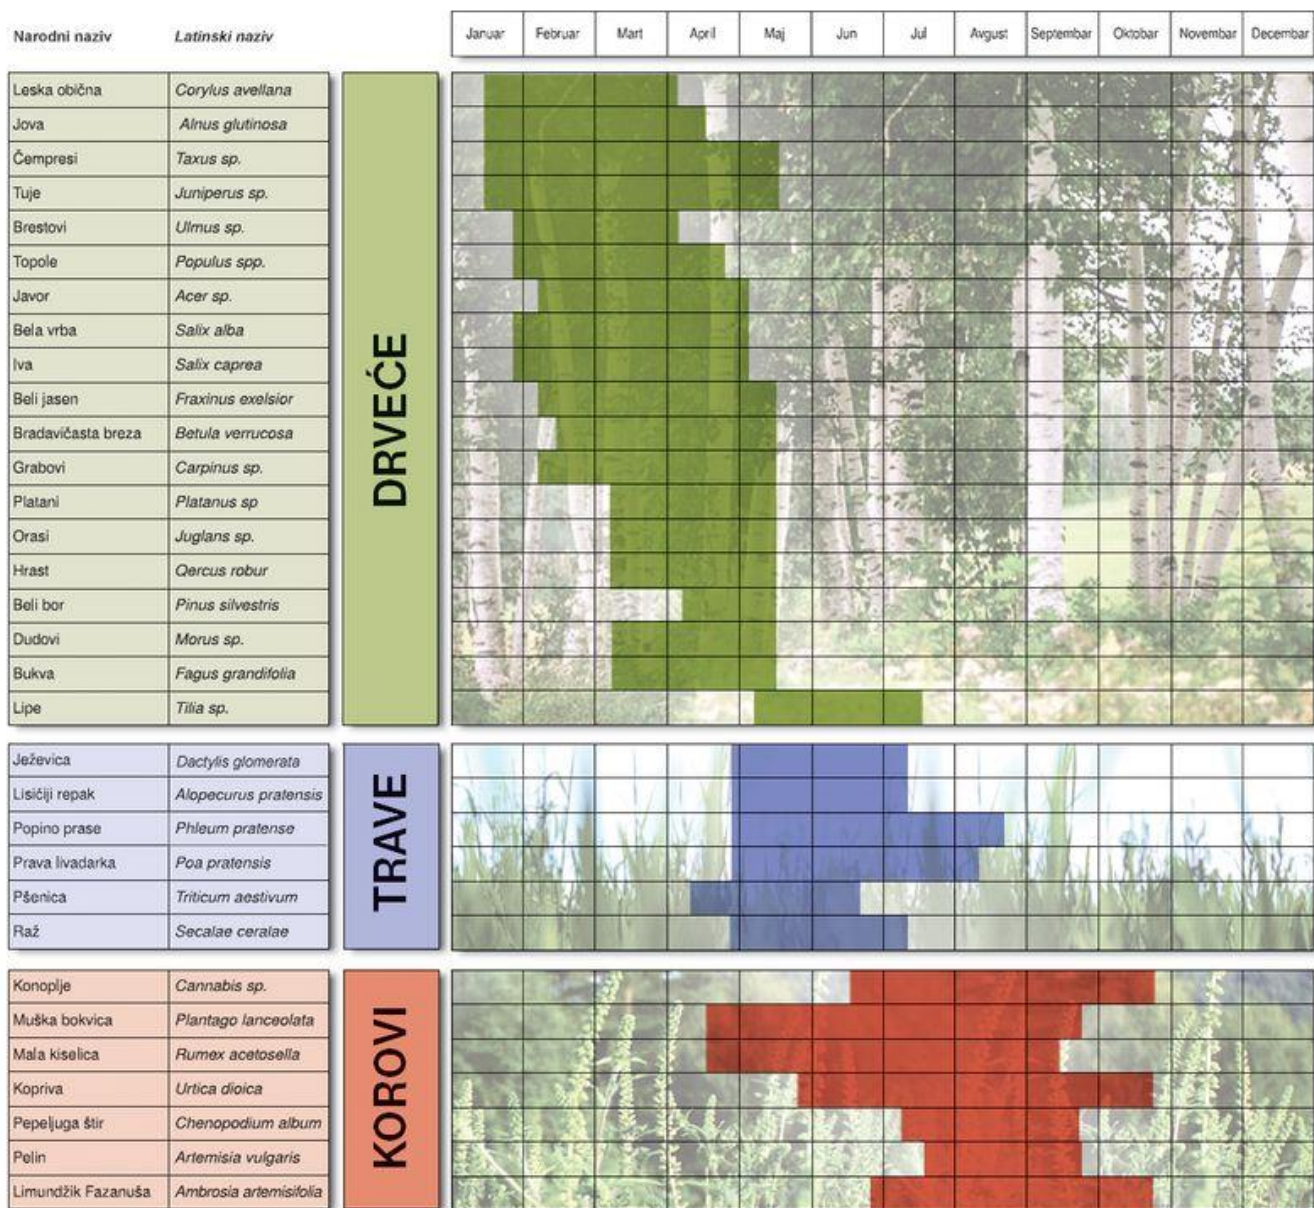 Narodni naziv Latinski naziv Januar Februar Mart April Maj Jun Jul Avgust Septembar Oktobar Novembar Decembar
DRVEĆE
Leska obična Corylus avellana
Jova Alnus glutinosa
Čempresi Taxus sp.
Tuje Juniperus sp.
Brestovi Ulmus sp.
Topole Populus spp.
Javor Acer sp.
Bela vrba Salix alba
Iva Salix caprea
Beli jasen Fraxinus exelsior
Bradavičasta breza Betula verrucosa
Grabovi Carpinus sp.
Platani Platanus sp
Orasi Juglans sp.
Hrast Qercus robur
Beli bor Pinus silvestris
Dudovi Morus sp.
Bukva Fagus grandifolia
Lipe Tilia sp.
TRAVE
Ježevica Dactylis glomerata
Lisičiji repak Alopecurus pratensis
Popino prase Phleum pratense
Prava livadarka Poa pratensis
Pšenica Triticum aestivum
Raž Secalae ceralae
KOROVI
Konoplje Cannabis sp.
Muška bokvica Plantago lanceolata
Mala kiselica Rumex acetosella
Kopriva Urtica dioica
Pepeljuga štir Chenopodium album
Pelin Artemisia vulgaris
Limundžik Fazanuša Ambrosia artemisifolia